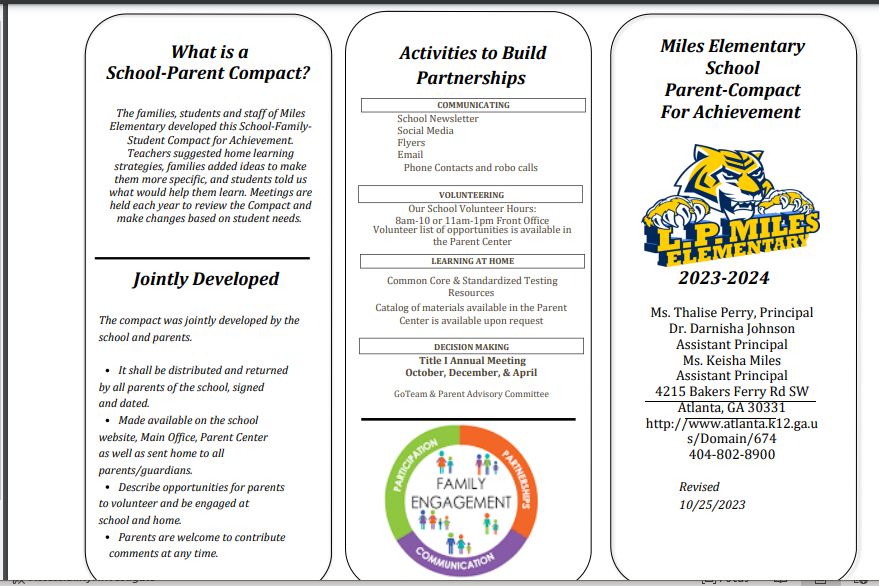 What is a
School-Parent Compact?
The families, students and staff of Miles
Elementary developed this School-Family-
Student Compact for Achievement.
Teachers suggested home learning
strategies, families added ideas to make
them more specific, and students told us
what would help them learn. Meetings are
held each year to review the Compact and
make changes based on student needs.
Jointly Developed
The compact was jointly developed by the
school and parents.
• It shall be distributed and returned
by all parents of the school, signed
and dated.
• Made available on the school
website, Main Office, Parent Center
as well as sent home to all
parents/guardians.
• Describe opportunities for parents
to volunteer and be engaged at
school and home.
• Parents are welcome to contribute
comments at any time.
Activities to Build
Partnerships
COMMUNICATING
School Newsletter
Social Media
Flyers
Email
Phone Contacts and robo calls
VOLUNTEERING
Our School Volunteer Hours:
8am-10 or 11am-1pm Front Office
Volunteer list of opportunities is available in
the Parent Center
LEARNING AT HOME
Common Core & Standardized Testing
Resources
Catalog of materials available in the Parent
Center is available upon request
DECISION MAKING
Title I Annual Meeting
October, December, & April
GoTeam & Parent Advisory Committee
PARTICIPATION
PARTNERSHIPS
FAMILY
ENGAGEMENT
COMMUNICATION
Miles Elementary
School
Parent-Compact
For Achievement
L.P. MILES
ELEMENTARY
2023-2024
Ms. Thalise Perry, Principal
Dr. Darnisha Johnson
Assistant Principal
Ms. Keisha Miles
Assistant Principal
4215 Bakers Ferry Rd SW
Atlanta, GA 30331
http://www.atlanta.k12.ga.u
s/Domain/674
404-802-8900
Revised
10/25/2023